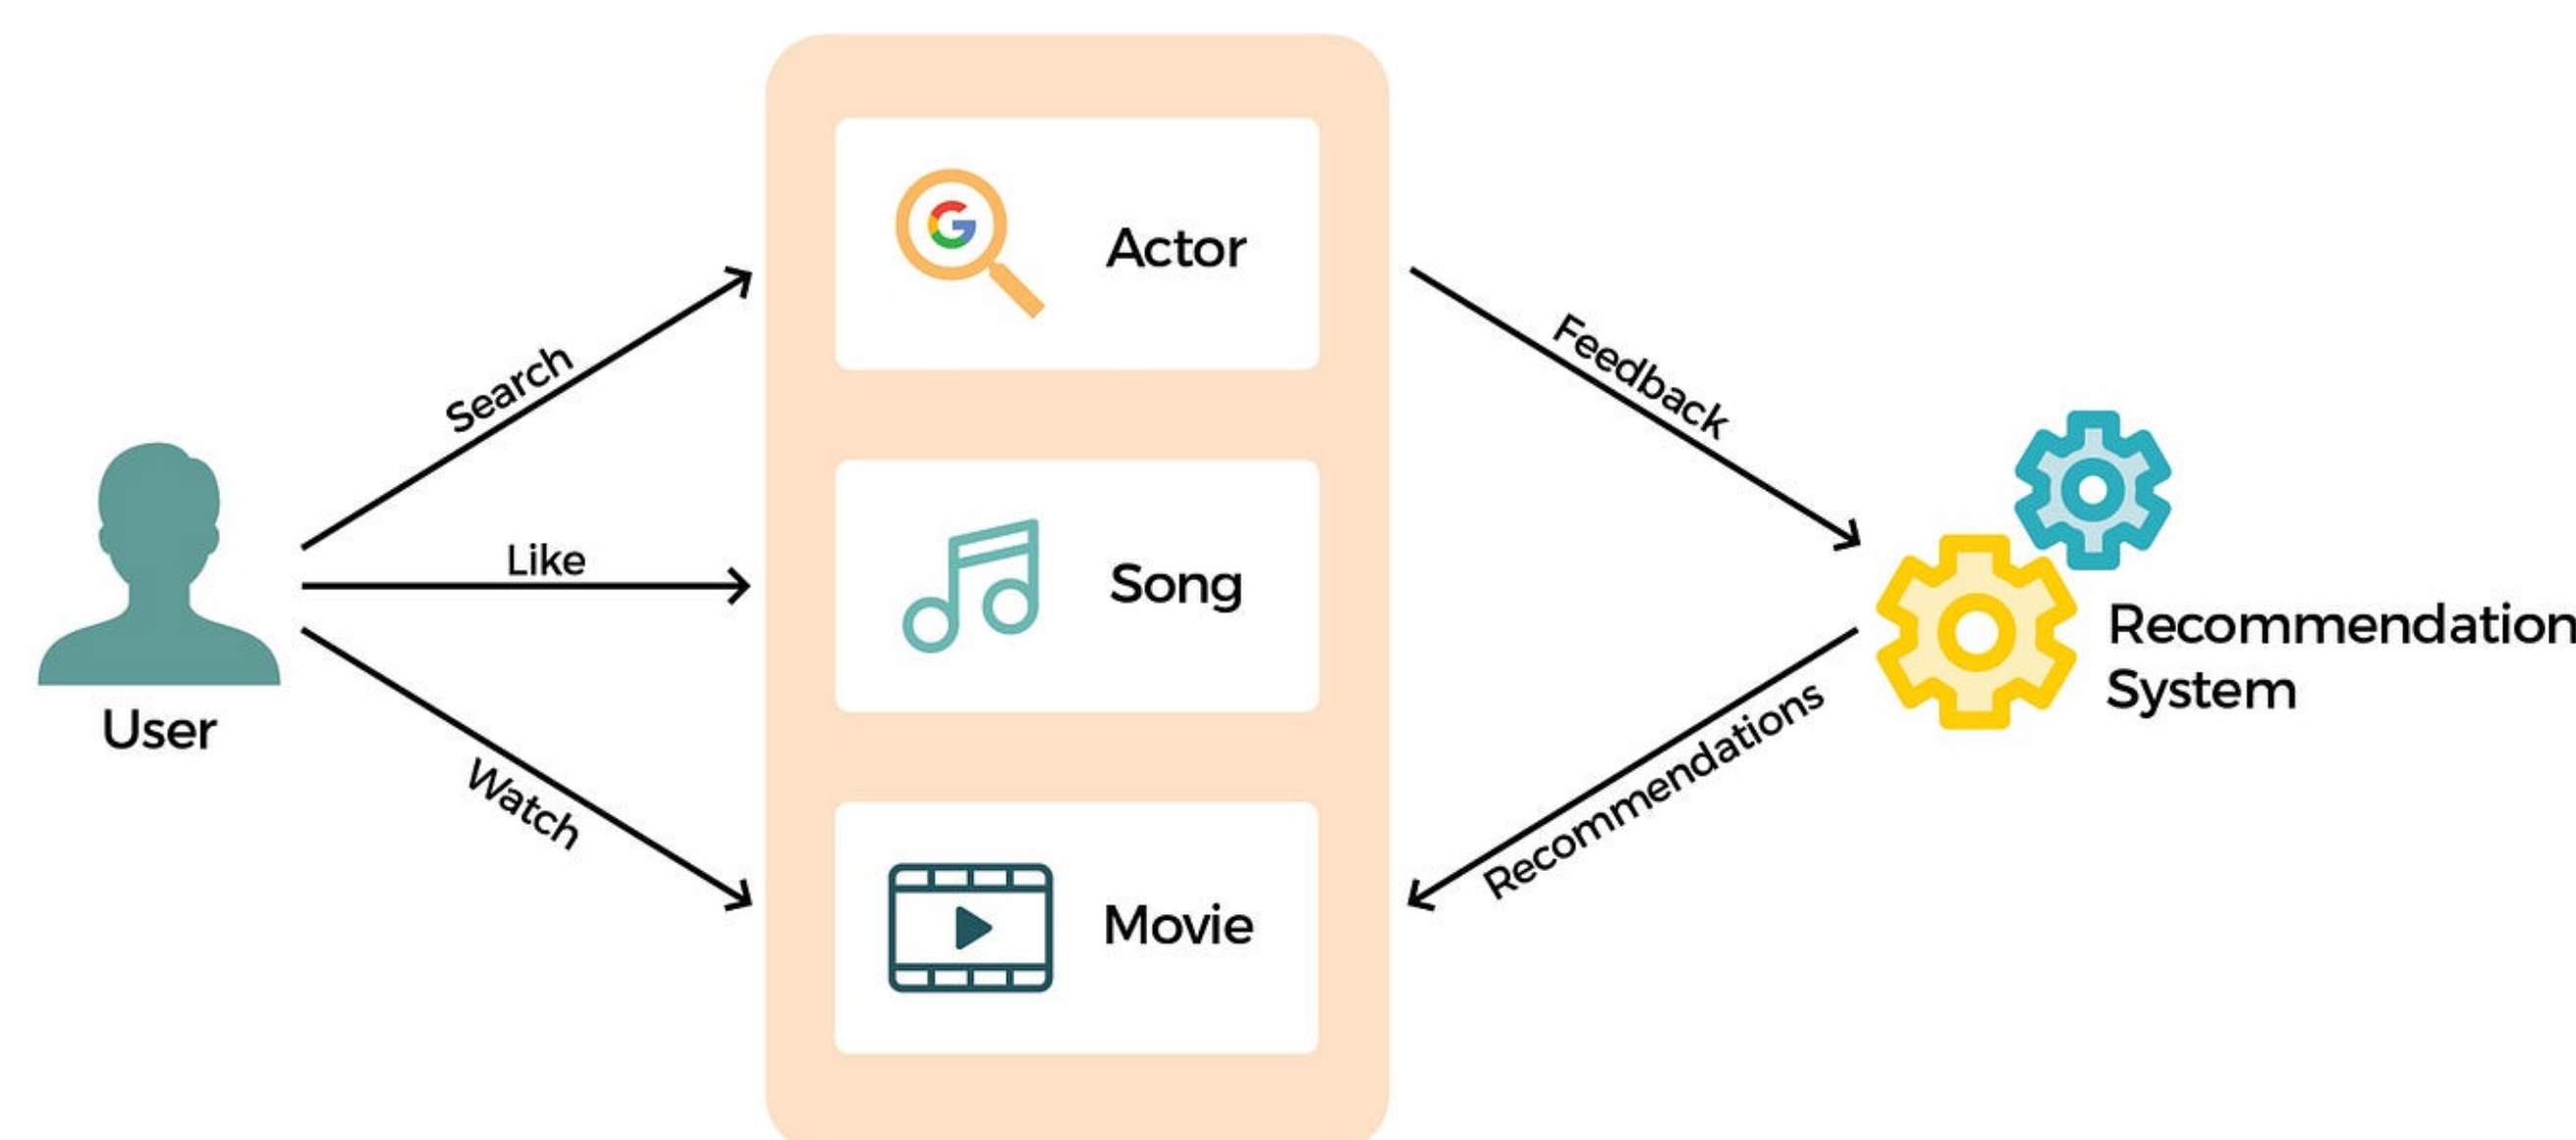 Actor
Search
Feedback
Like
Song
Recommendation
System
User
Watch
Recommendations
Movie